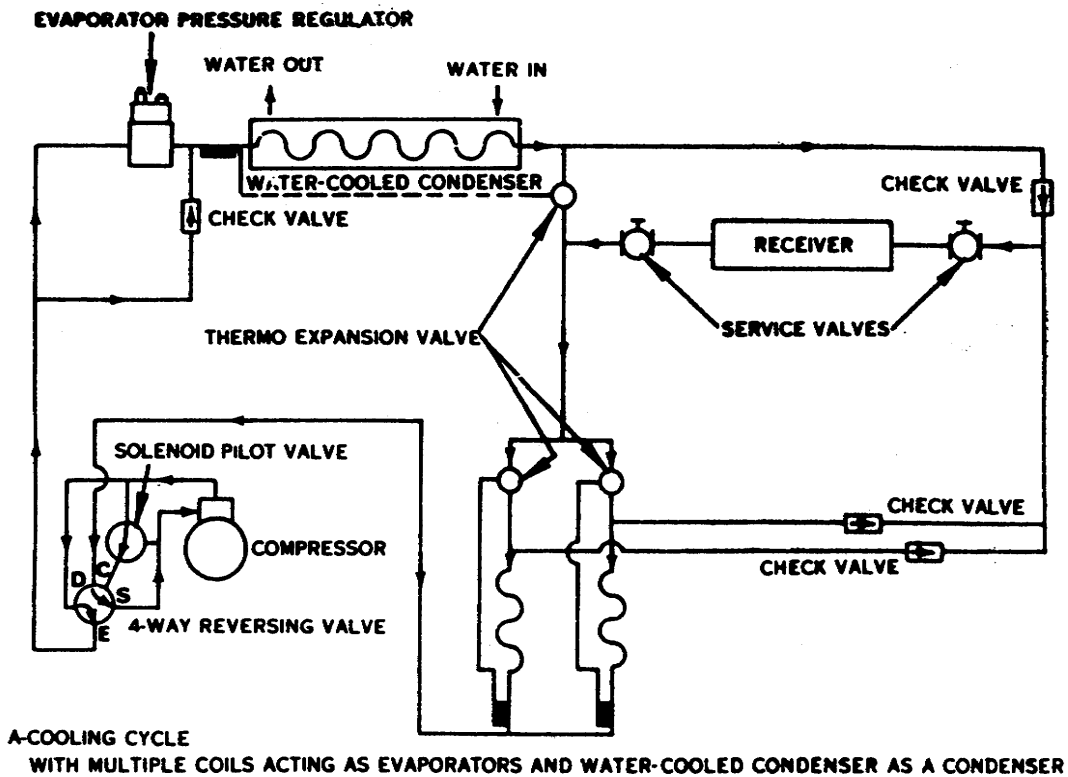 EVAPORATOR PRESSURE REGULATOR
WATER OUT
WATER IN
WATER-COOLED CONDENSER
CHECK VALVE
CHECK VALVE
RECEIVER
THERMO EXPANSION VALVE
SERVICE VALVES
SOLENOID PILOT VALVE
COMPRESSOR
CHECK VALVE
CHECK VALVE
D
C
S
E
4-WAY REVERSING VALVE
A-COOLING CYCLE
WITH MULTIPLE COILS ACTING AS EVAPORATORS AND WATER-COOLED CONDENSER AS A CONDENSER